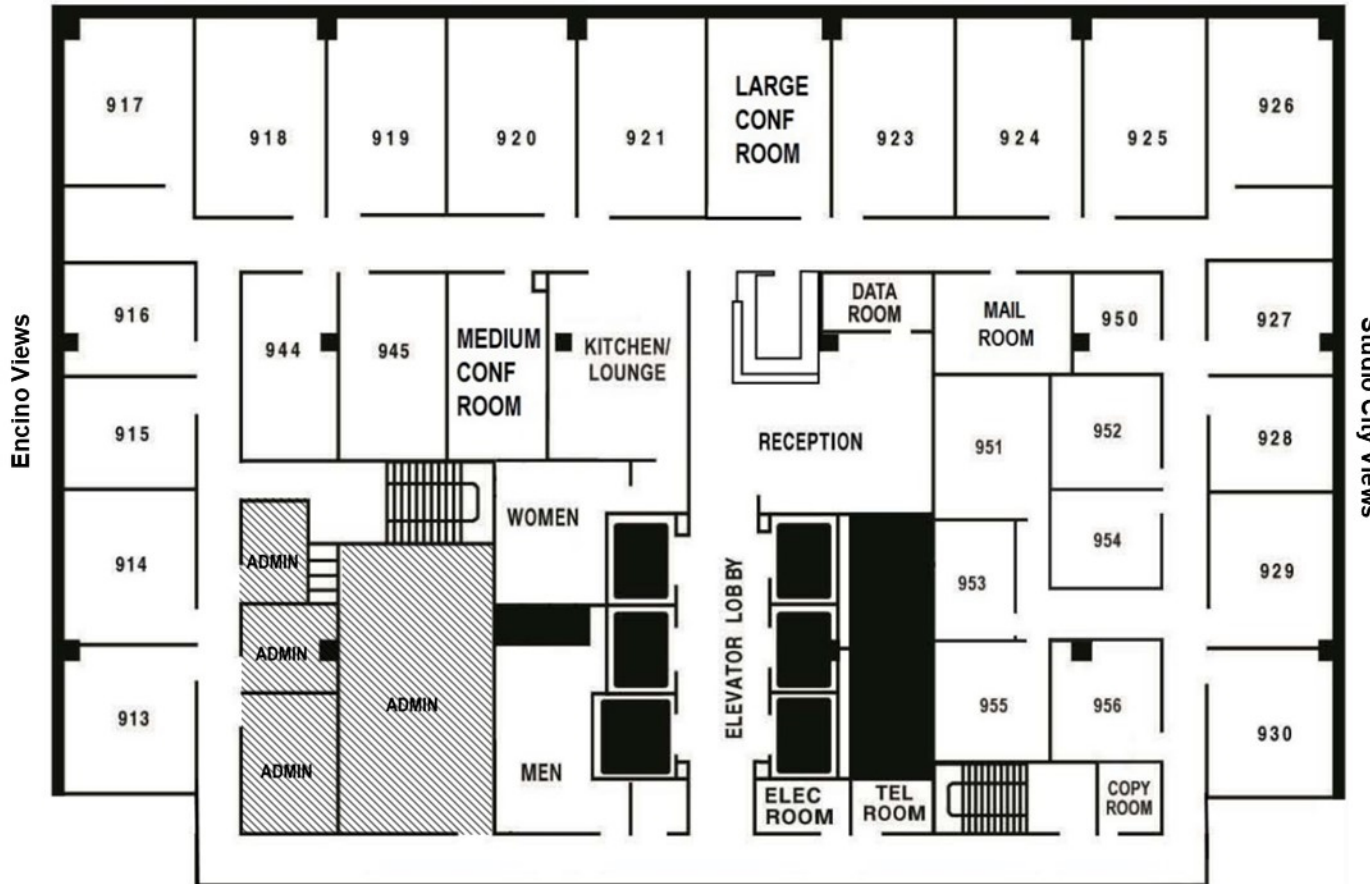 917
918
919
920
921
LARGE
CONF
ROOM
923
924
925
926
Encino Views
916
915
914
913
944
945
MEDIUM
CONF
ROOM
KITCHEN/
LOUNGE
DATA
ROOM
MAIL
ROOM
950
927
928
929
930
Studio City Views
RECEPTION
951
952
953
954
955
956
WOMEN
MEN
ADMIN
ADMIN
ADMIN
ADMIN
ELEVATOR LOBBY
ELEC
ROOM
TEL
ROOM
COPY
ROOM